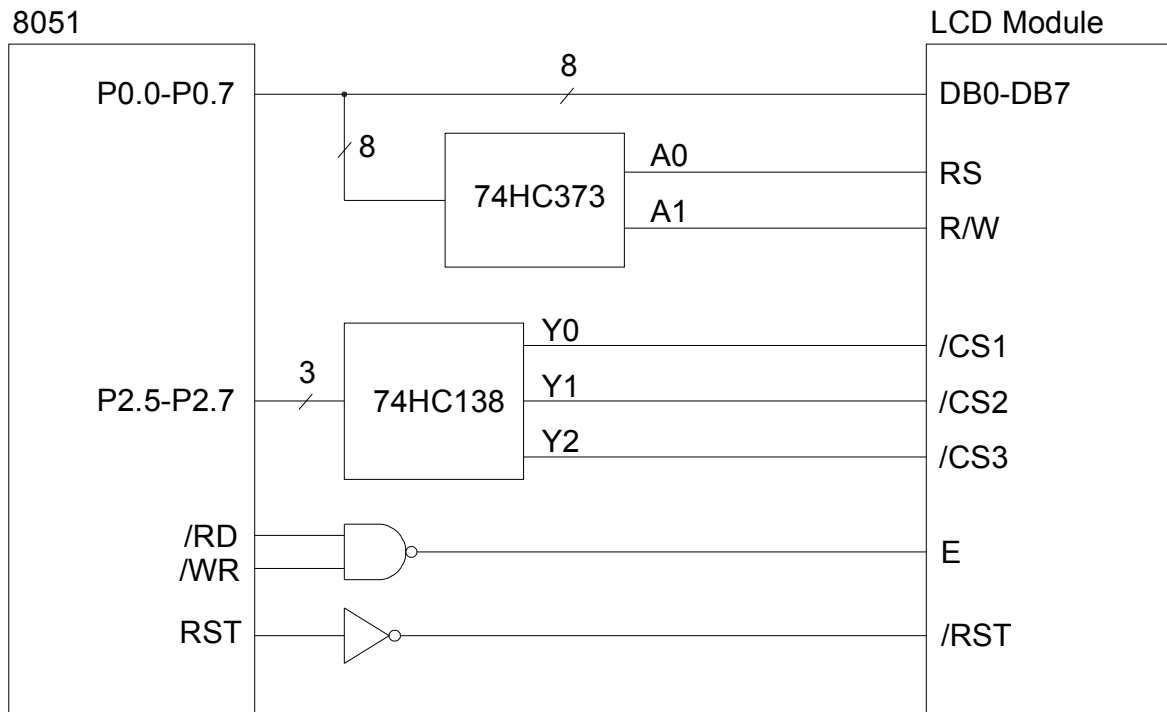 8051
LCD Module
P0.0-P0.7
8
DB0-DB7
8
74HC373
A0
RS
A1
R/W
P2.5-P2.7
3
74HC138
Y0
/CS1
Y1
/CS2
Y2
/CS3
/RD
/WR
E
RST
/RST